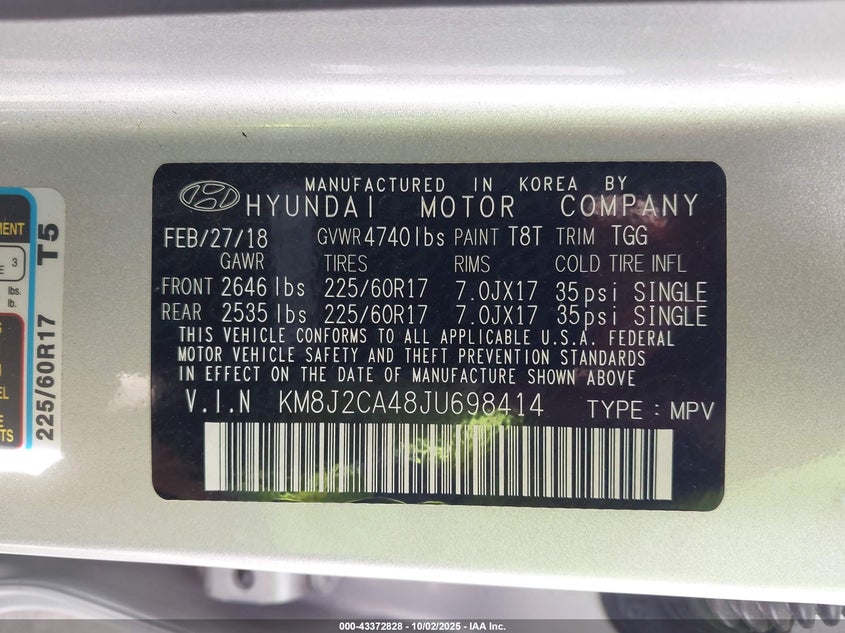 MANUFACTURED IN KOREA BY
HYUNDAI MOTOR COMPANY
FEB/27/18 GVWR 4740 lbs PAINT T8T TRIM TGG
GAWR TIRES RIMS COLD TIRE INFL
FRONT 2646 lbs 225/60R17 7.0JX17 35psi SINGLE
REAR 2535 lbs 225/60R17 7.0JX17 35psi SINGLE
THIS VEHICLE CONFORMS TO ALL APPLICABLE U.S.A. FEDERAL
MOTOR VEHICLE SAFETY AND THEFT PREVENTION STANDARDS
IN EFFECT ON THE DATE OF MANUFACTURE SHOWN ABOVE
V.I.N KM8J2CA48JU698414 TYPE : MPV
3
lbs.
lb.
225/60R17 T5
000-43372828 - 10/02/2025 - IAA Inc.